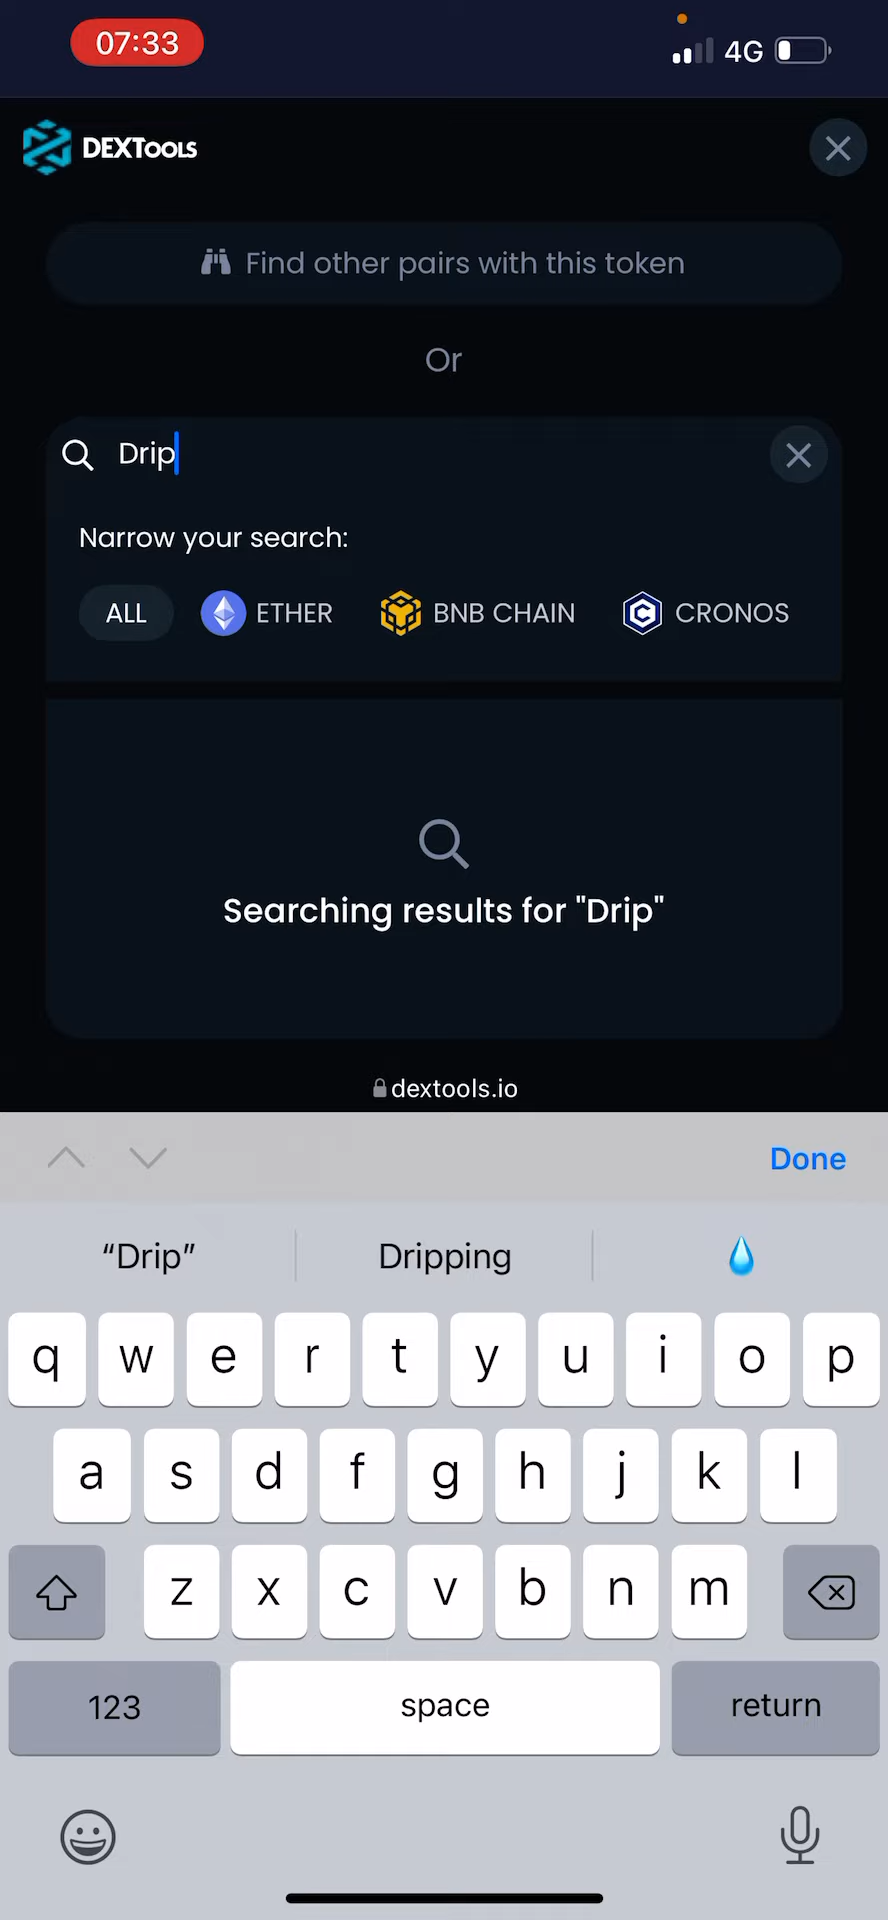 07:33
4G
DEXTools
Find other pairs with this token
Or
Drip
Narrow your search:
ALL ETHER BNB CHAIN CRONOS
Searching results for "Drip"
dextools.io
Done
“Drip” Dripping
q w e r t y u i o p
a s d f g h j k l
z x c v b n m
123 space return